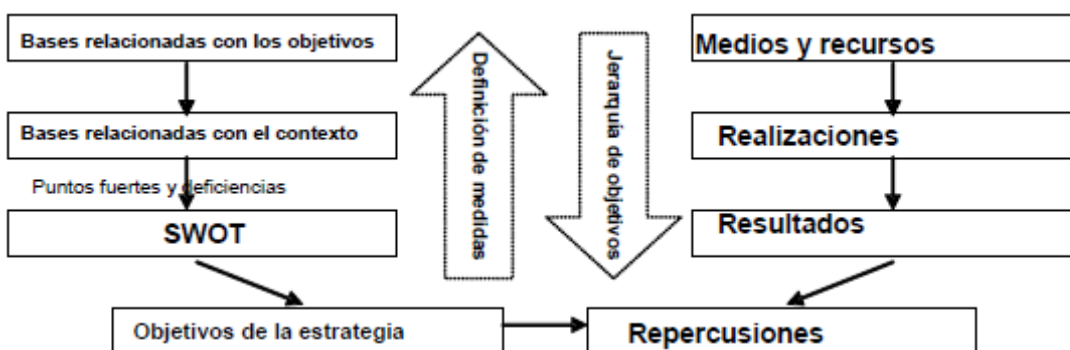 Bases relacionadas con los objetivos
Bases relacionadas con el contexto
Puntos fuertes y deficiencias
SWOT
Objetivos de la estrategia
Definición de medidas
Jerarquía de objetivos
Medios y recursos
Realizaciones
Resultados
Repercusiones